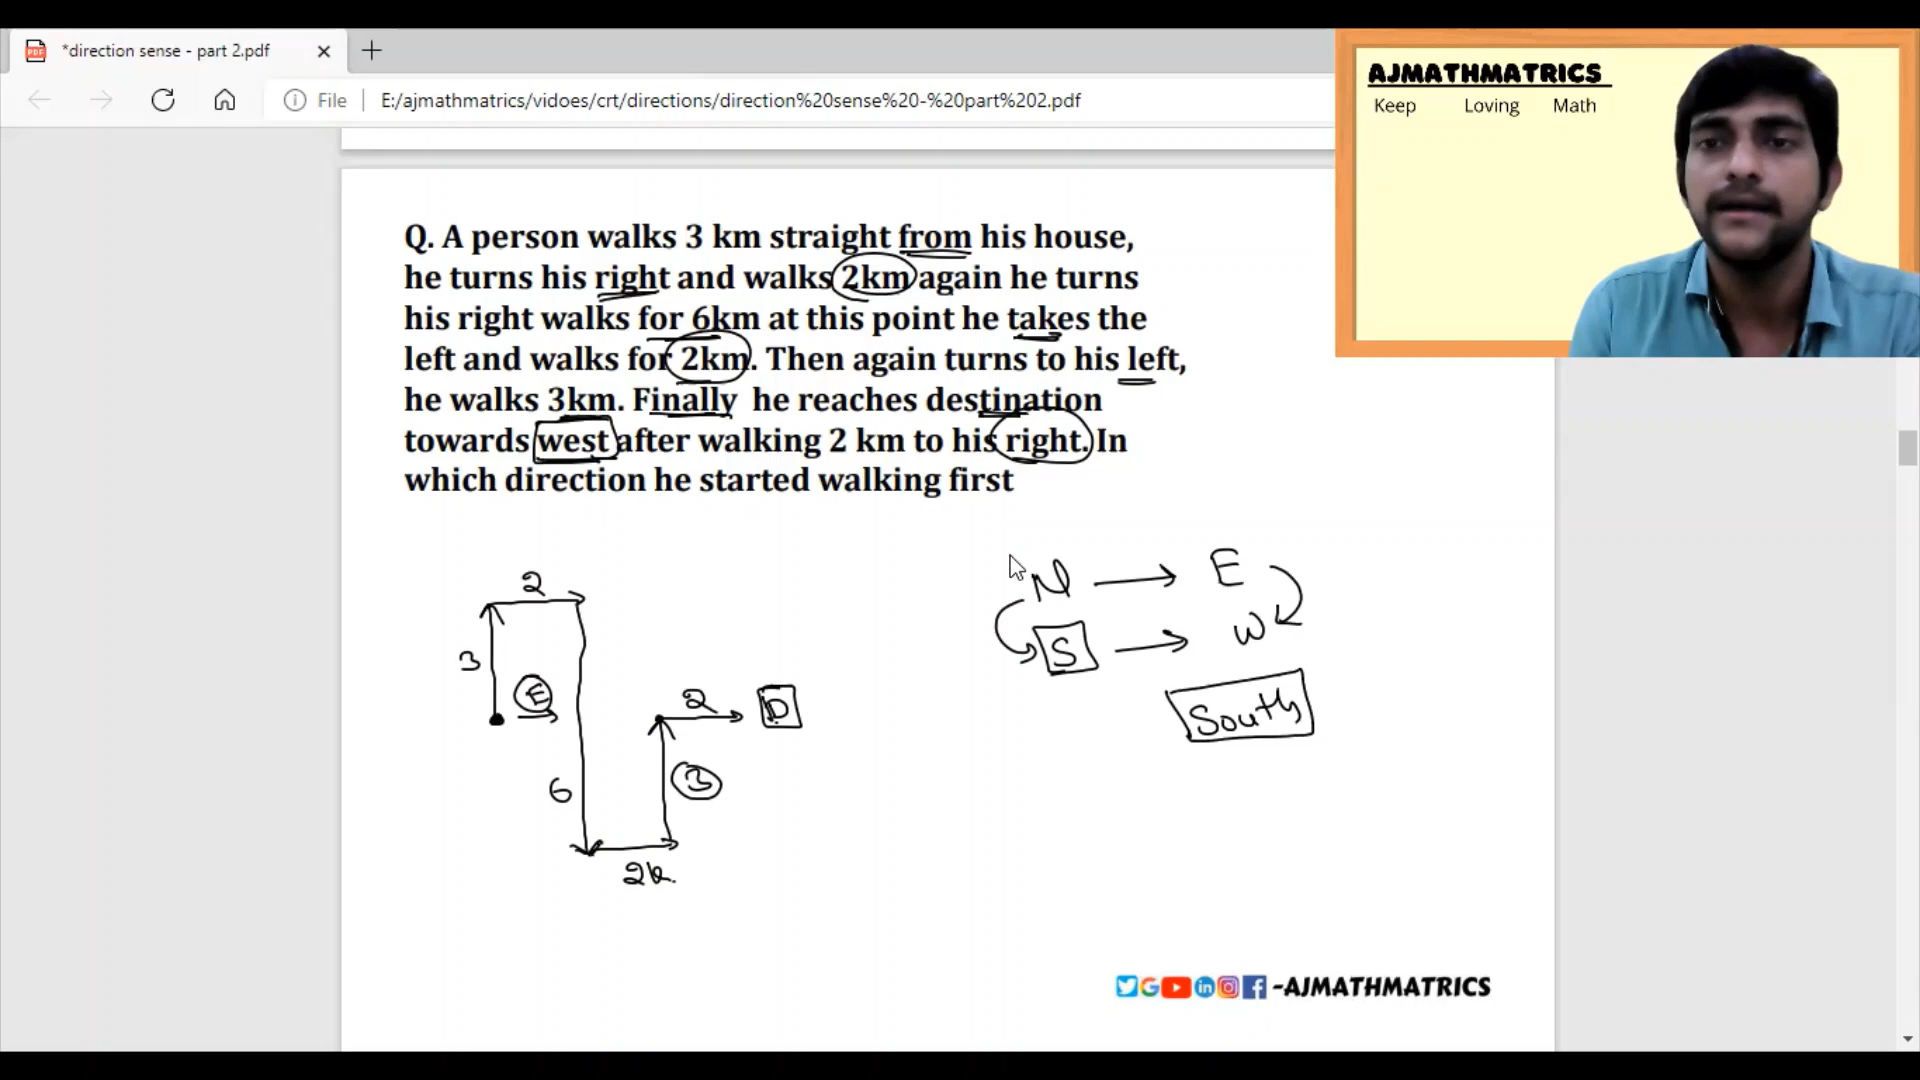 *direction sense - part 2.pdf
File
E:/ajmathmatrics/vidoes/crt/directions/direction%20sense%20-%20part%202.pdf
AJMATHMATRICS
Keep Loving Math
Q. A person walks 3 km straight from his house,
he turns his right and walks 2km again he turns
his right walks for 6km at this point he takes the
left and walks for 2km. Then again turns to his left,
he walks 3km. Finally he reaches destination
towards west after walking 2 km to his right. In
which direction he started walking first
2
3
E
6
2k.
3
2
D
N → E
S → W
South
-AJMATHMATRICS